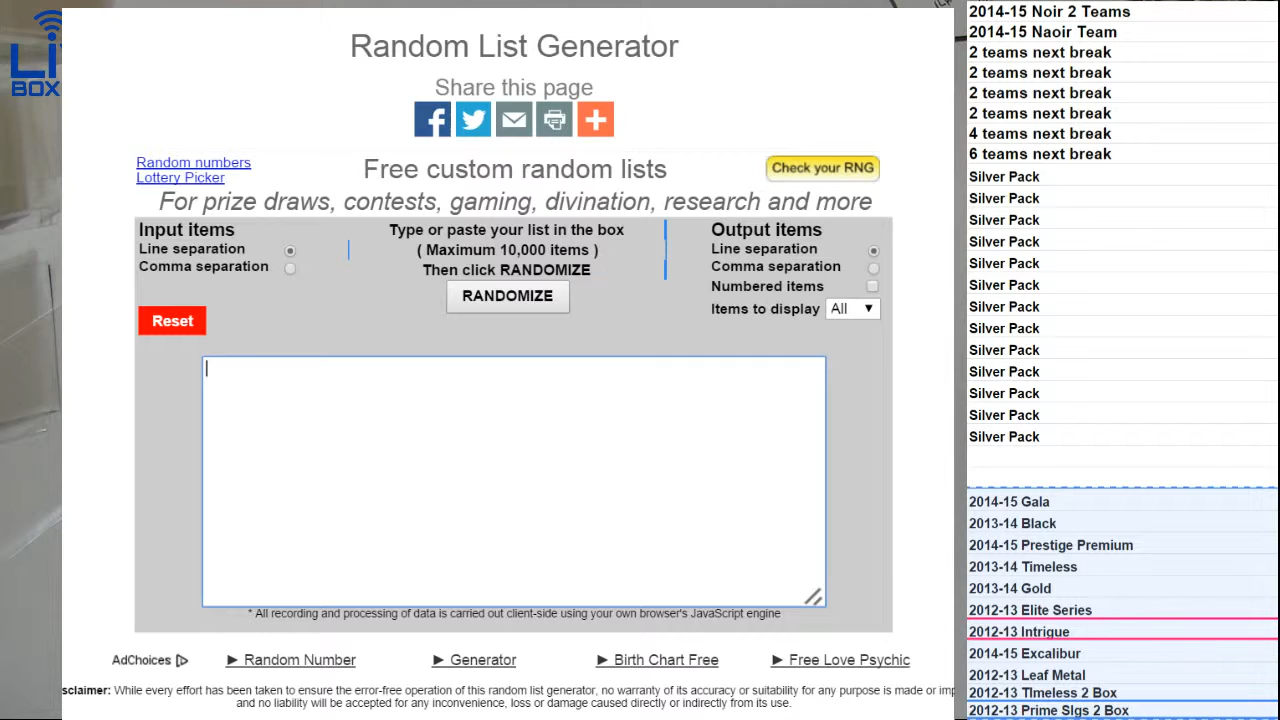 Li
BOX
Random List Generator
Share this page
Random numbers
Lottery Picker
Free custom random lists
Check your RNG
For prize draws, contests, gaming, divination, research and more
Input items
Line separation
Comma separation
Type or paste your list in the box
( Maximum 10,000 items )
Then click RANDOMIZE
RANDOMIZE
Output items
Line separation
Comma separation
Numbered items
Items to display All
Reset
* All recording and processing of data is carried out client-side using your own browser's JavaScript engine
AdChoices
► Random Number
► Generator
► Birth Chart Free
► Free Love Psychic
sclaimer: While every effort has been taken to ensure the error-free operation of this random list generator, no warranty of its accuracy or suitability for any purpose is made or imp
and no liability will be accepted for any inconvenience, loss or damage caused directly or indirectly from its use.
2014-15 Noir 2 Teams
2014-15 Naoir Team
2 teams next break
2 teams next break
2 teams next break
2 teams next break
4 teams next break
6 teams next break
Silver Pack
Silver Pack
Silver Pack
Silver Pack
Silver Pack
Silver Pack
Silver Pack
Silver Pack
Silver Pack
Silver Pack
Silver Pack
Silver Pack
Silver Pack
2014-15 Gala
2013-14 Black
2014-15 Prestige Premium
2013-14 Timeless
2013-14 Gold
2012-13 Elite Series
2012-13 Intrigue
2014-15 Excalibur
2012-13 Leaf Metal
2012-13 TImeless 2 Box
2012-13 Prime SIgs 2 Box